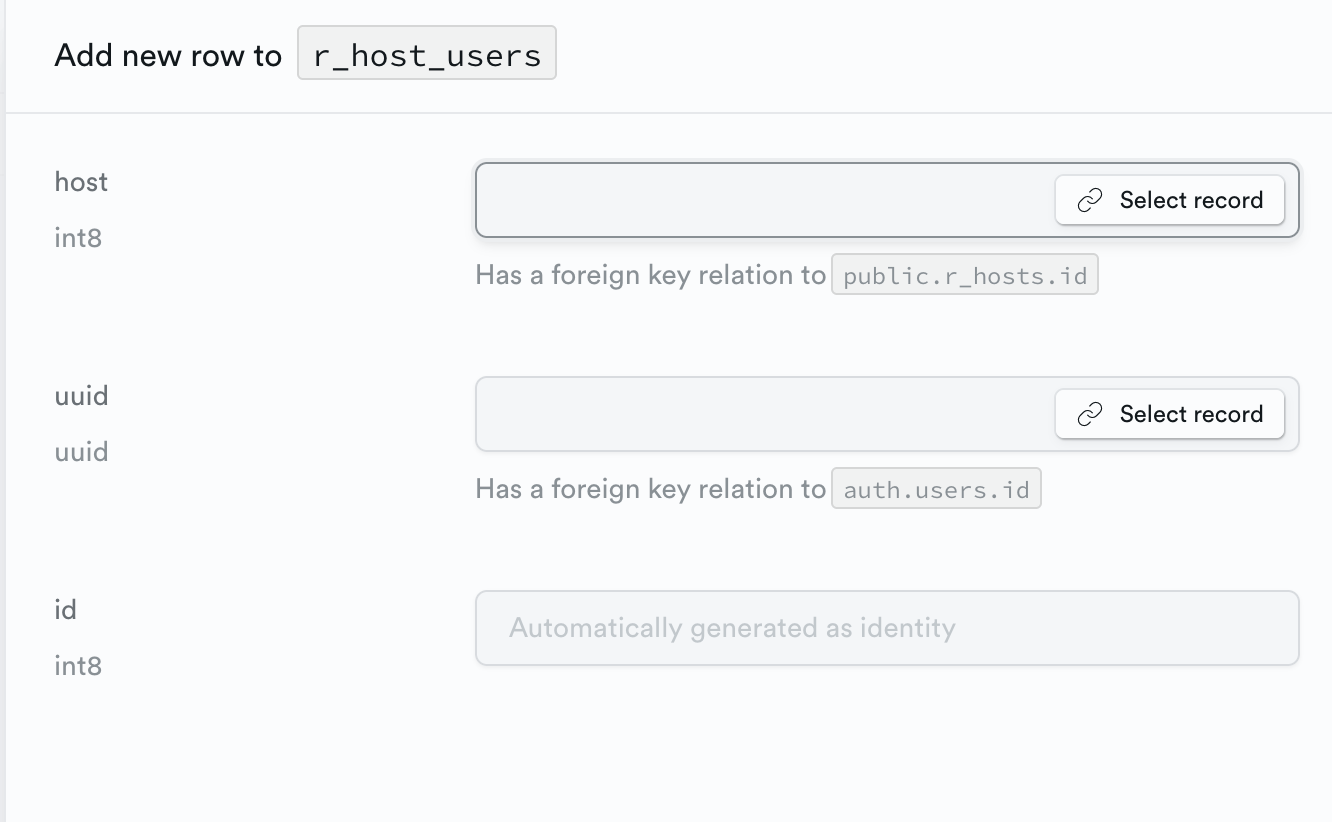 Add new row to r_host_users
host
int8
Select record
Has a foreign key relation to public.r_hosts.id
uuid
uuid
Select record
Has a foreign key relation to auth.users.id
id
int8
Automatically generated as identity